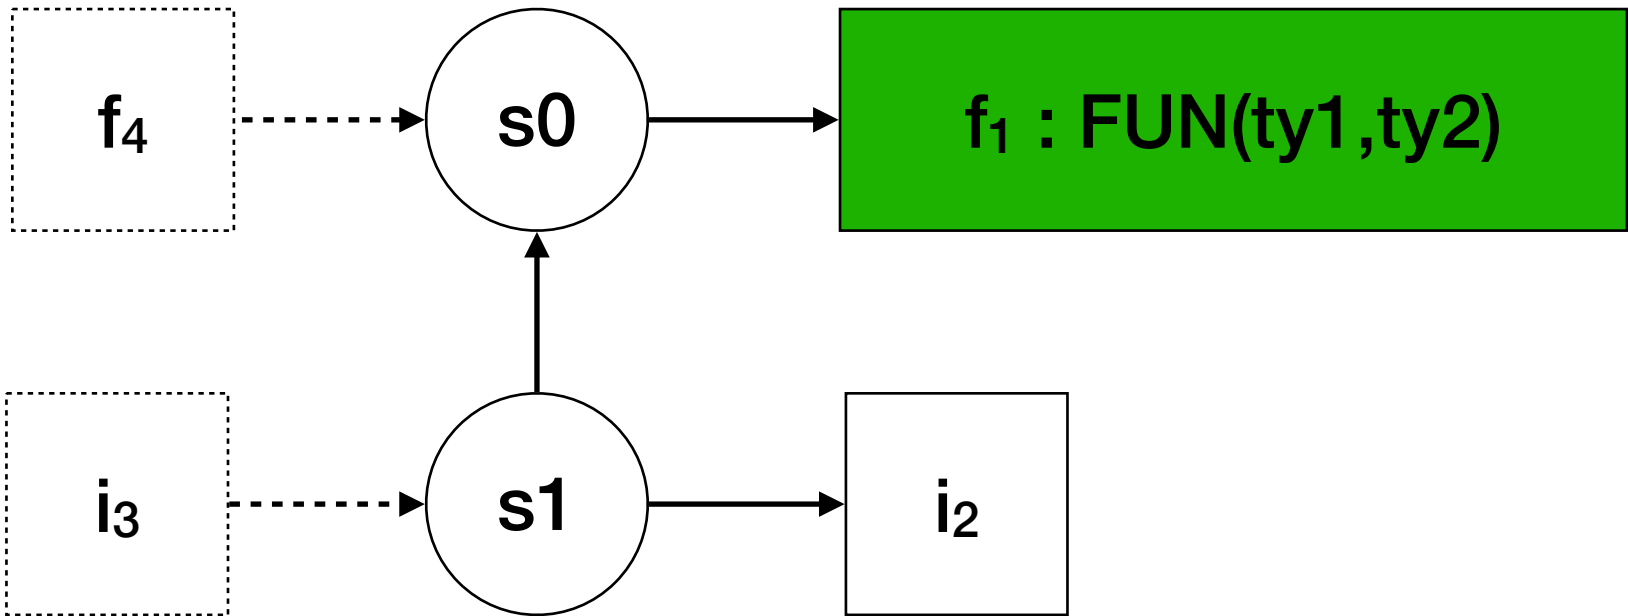 f₄
s0
f₁ : FUN(ty1,ty2)
i₃
s1
i₂